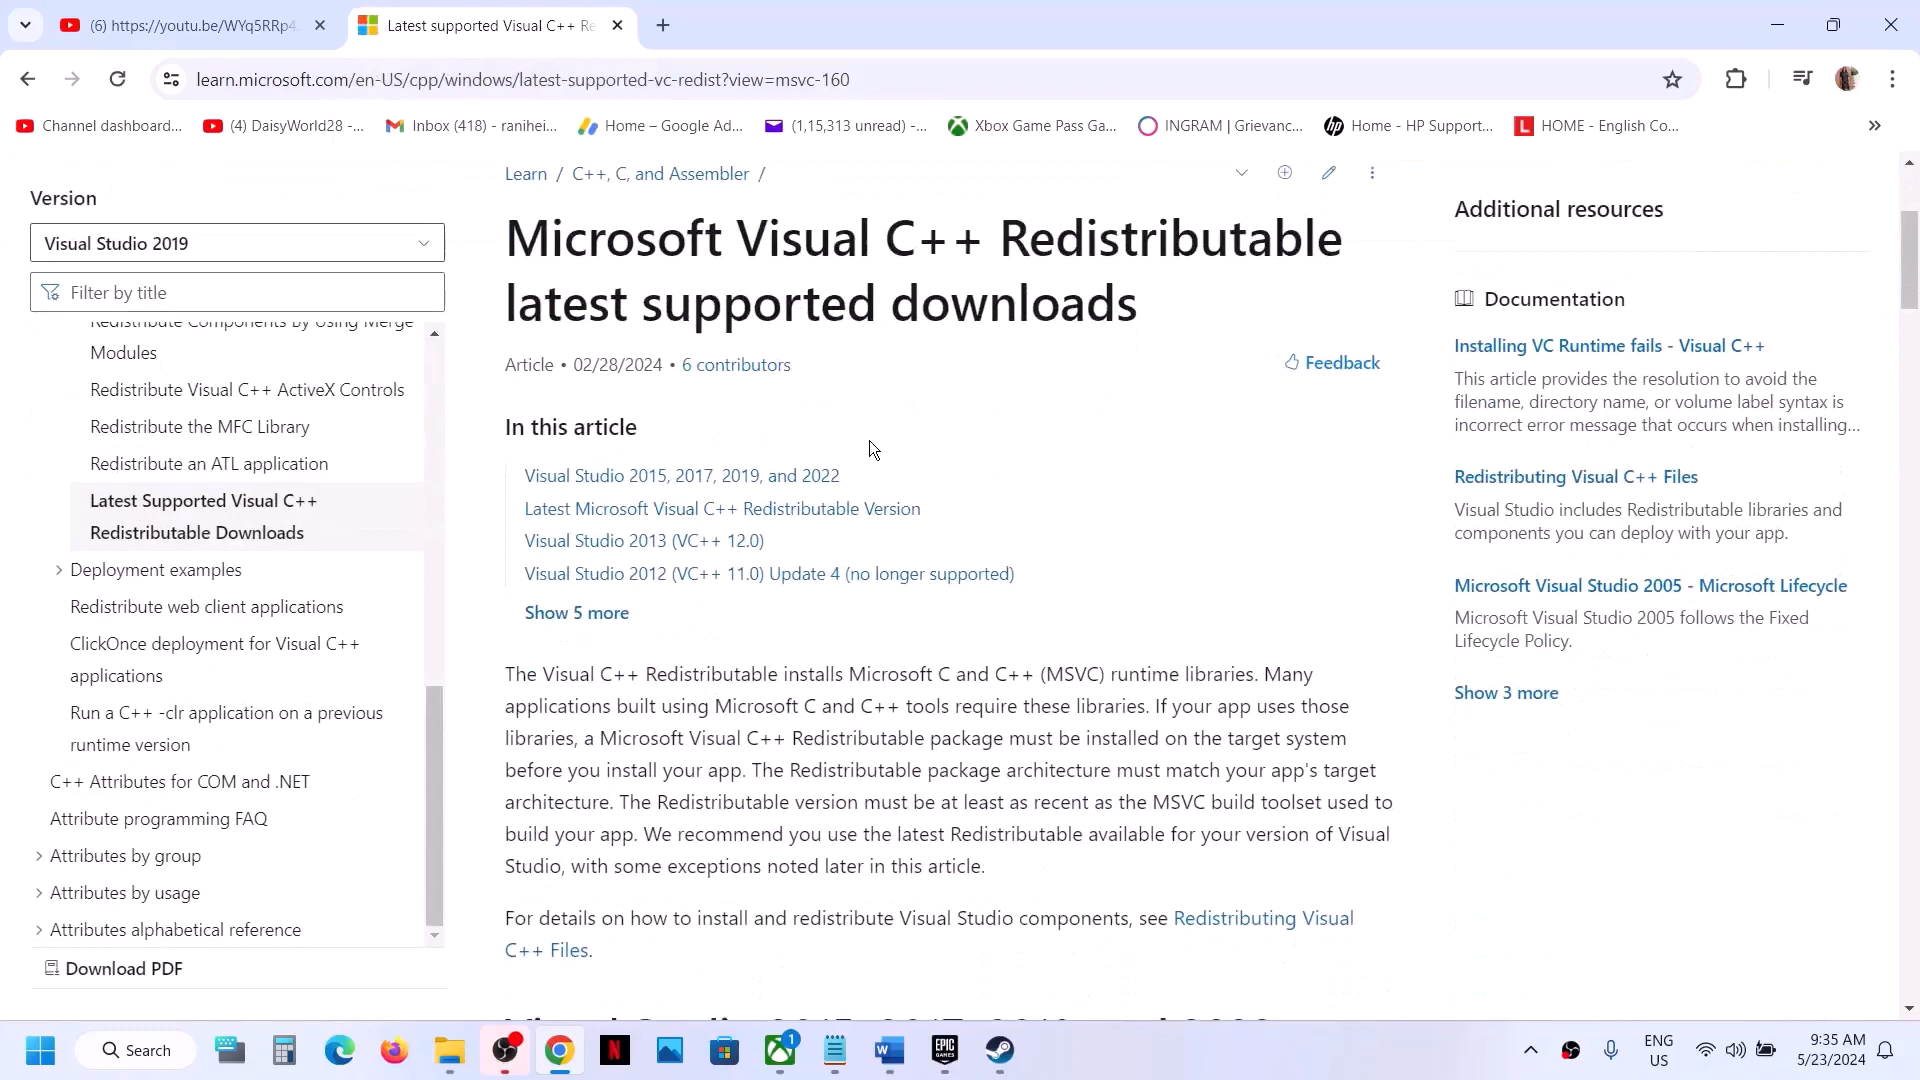 (6) https://youtu.be/WYq5RRp4
Latest supported Visual C++ Re
learn.microsoft.com/en-US/cpp/windows/latest-supported-vc-redist?view=msvc-160
Channel dashboard...
(4) DaisyWorld28 -...
Inbox (418) - ranihei...
Home – Google Ad...
(1,15,313 unread) -...
Xbox Game Pass Ga...
INGRAM | Grievanc...
Home - HP Support...
HOME - English Co...
Version
Visual Studio 2019
Filter by title
Redistribute Components by Using Merge
Modules
Redistribute Visual C++ ActiveX Controls
Redistribute the MFC Library
Redistribute an ATL application
Latest Supported Visual C++
Redistributable Downloads
Deployment examples
Redistribute web client applications
ClickOnce deployment for Visual C++
applications
Run a C++ -clr application on a previous
runtime version
C++ Attributes for COM and .NET
Attribute programming FAQ
Attributes by group
Attributes by usage
Attributes alphabetical reference
Download PDF
Learn / C++, C, and Assembler /
Microsoft Visual C++ Redistributable
latest supported downloads
Article • 02/28/2024 • 6 contributors
Feedback
In this article
Visual Studio 2015, 2017, 2019, and 2022
Latest Microsoft Visual C++ Redistributable Version
Visual Studio 2013 (VC++ 12.0)
Visual Studio 2012 (VC++ 11.0) Update 4 (no longer supported)
Show 5 more
The Visual C++ Redistributable installs Microsoft C and C++ (MSVC) runtime libraries. Many
applications built using Microsoft C and C++ tools require these libraries. If your app uses those
libraries, a Microsoft Visual C++ Redistributable package must be installed on the target system
before you install your app. The Redistributable package architecture must match your app's target
architecture. The Redistributable version must be at least as recent as the MSVC build toolset used to
build your app. We recommend you use the latest Redistributable available for your version of Visual
Studio, with some exceptions noted later in this article.
For details on how to install and redistribute Visual Studio components, see Redistributing Visual
C++ Files.
Additional resources
Documentation
Installing VC Runtime fails - Visual C++
This article provides the resolution to avoid the
filename, directory name, or volume label syntax is
incorrect error message that occurs when installing...
Redistributing Visual C++ Files
Visual Studio includes Redistributable libraries and
components you can deploy with your app.
Microsoft Visual Studio 2005 - Microsoft Lifecycle
Microsoft Visual Studio 2005 follows the Fixed
Lifecycle Policy.
Show 3 more
Search
N
1
EPIC
GAMES
ENG
US
9:35 AM
5/23/2024